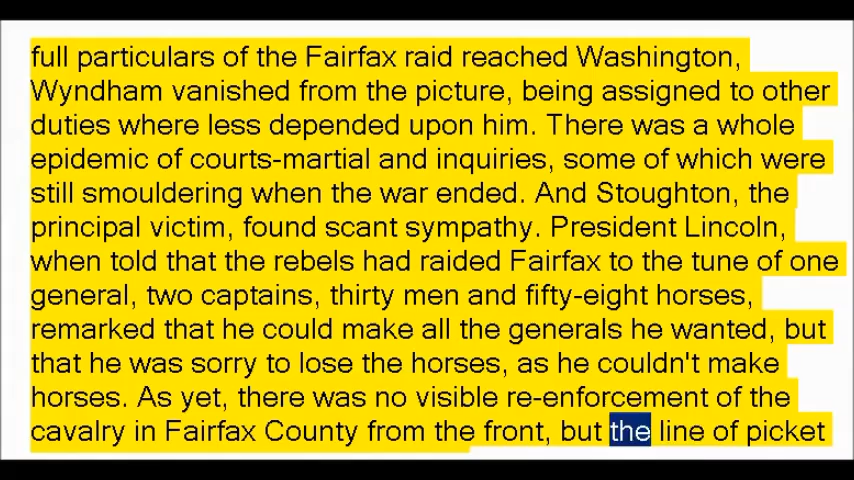 full particulars of the Fairfax raid reached Washington,
Wyndham vanished from the picture, being assigned to other
duties where less depended upon him. There was a whole
epidemic of courts-martial and inquiries, some of which were
still smouldering when the war ended. And Stoughton, the
principal victim, found scant sympathy. President Lincoln,
when told that the rebels had raided Fairfax to the tune of one
general, two captains, thirty men and fifty-eight horses,
remarked that he could make all the generals he wanted, but
that he was sorry to lose the horses, as he couldn't make
horses. As yet, there was no visible re-enforcement of the
cavalry in Fairfax County from the front, but the line of picket